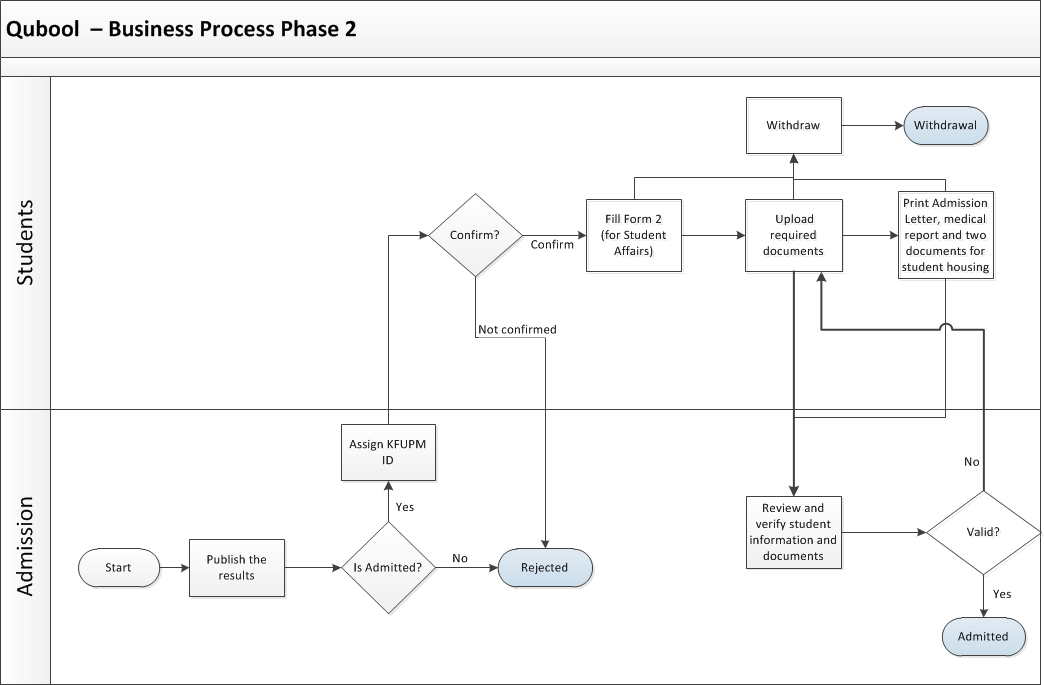 Qubool – Business Process Phase 2
Students
Withdraw
Withdrawal
Confirm?
Confirm
Fill Form 2
(for Student
Affairs)
Upload
required
documents
Print Admission
Letter, medical
report and two
documents for
student housing
Not confirmed
Admission
Assign KFUPM
ID
Yes
Start
Publish the
results
Is Admitted?
No
Rejected
Review and
verify student
information and
documents
No
Valid?
Yes
Admitted